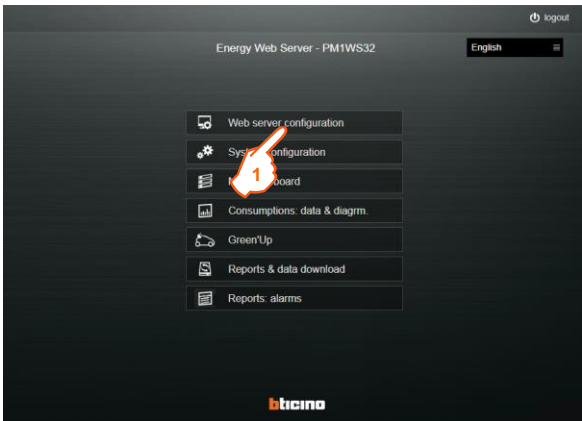 logout
Energy Web Server - PM1WS32
English
Web server configuration
configuration
1
Consumptions: data & diagrm.
Green'Up
Reports & data download
Reports: alarms
bticino